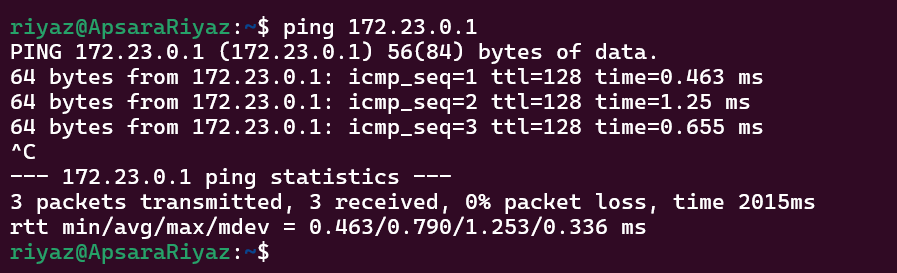 riyaz@ApsaraRiyaz:~$ ping 172.23.0.1
PING 172.23.0.1 (172.23.0.1) 56(84) bytes of data.
64 bytes from 172.23.0.1: icmp_seq=1 ttl=128 time=0.463 ms
64 bytes from 172.23.0.1: icmp_seq=2 ttl=128 time=1.25 ms
64 bytes from 172.23.0.1: icmp_seq=3 ttl=128 time=0.655 ms
^C
--- 172.23.0.1 ping statistics ---
3 packets transmitted, 3 received, 0% packet loss, time 2015ms
rtt min/avg/max/mdev = 0.463/0.790/1.253/0.336 ms
riyaz@ApsaraRiyaz:~$